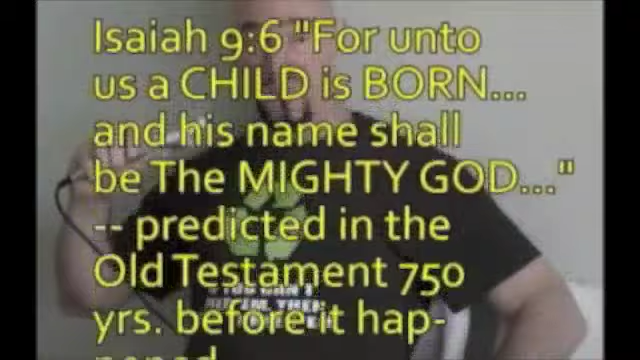 Isaiah 9:6 "For unto
us a CHILD is BORN...
and his name shall
be The MIGHTY GOD..."
-- predicted in the
Old Testament 750
yrs. before it hap-
pened